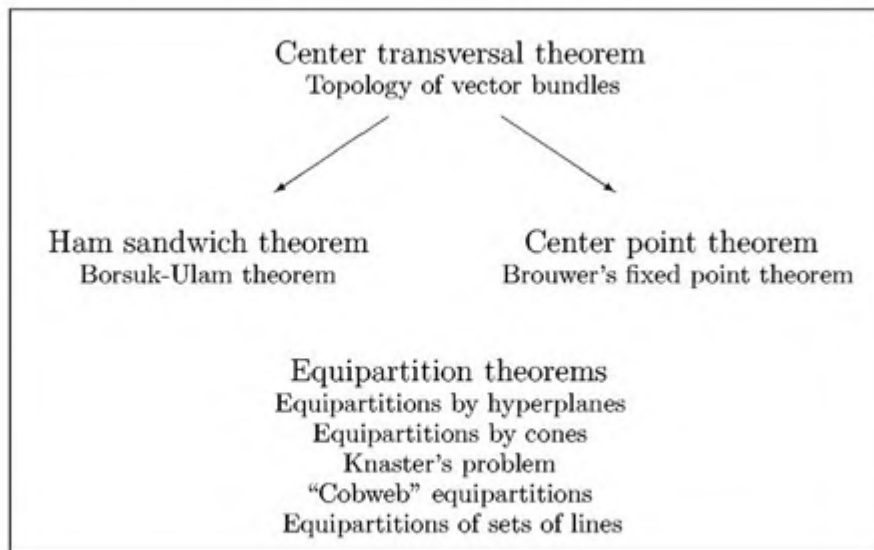 Center transversal theorem
Topology of vector bundles
Ham sandwich theorem
Borsuk-Ulam theorem
Center point theorem
Brouwer's fixed point theorem
Equipartition theorems
Equipartitions by hyperplanes
Equipartitions by cones
Knaster's problem
“Cobweb” equipartitions
Equipartitions of sets of lines